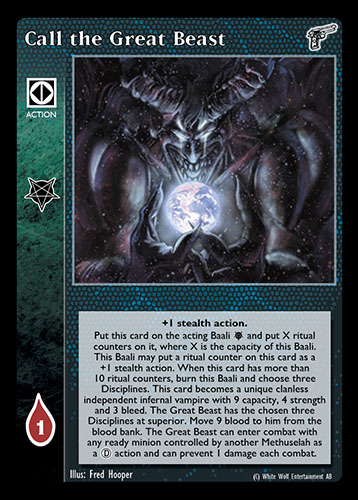 Call the Great Beast
ACTION
+1 stealth action.
Put this card on the acting Baali and put X ritual
counters on it, where X is the capacity of this Baali.
This Baali may put a ritual counter on this card as a
+1 stealth action. When this card has more than
10 ritual counters, burn this Baali and choose three
Disciplines. This card becomes a unique clanless
independent infernal vampire with 9 capacity, 4 strength
and 3 bleed. The Great Beast has the chosen three
Disciplines at superior. Move 9 blood to him from the
blood bank. The Great Beast can enter combat with
any ready minion controlled by another Methuselah as
a Ⓓ action and can prevent 1 damage each combat.
1
Illus: Fred Hooper
(C) White Wolf Entertainment AB